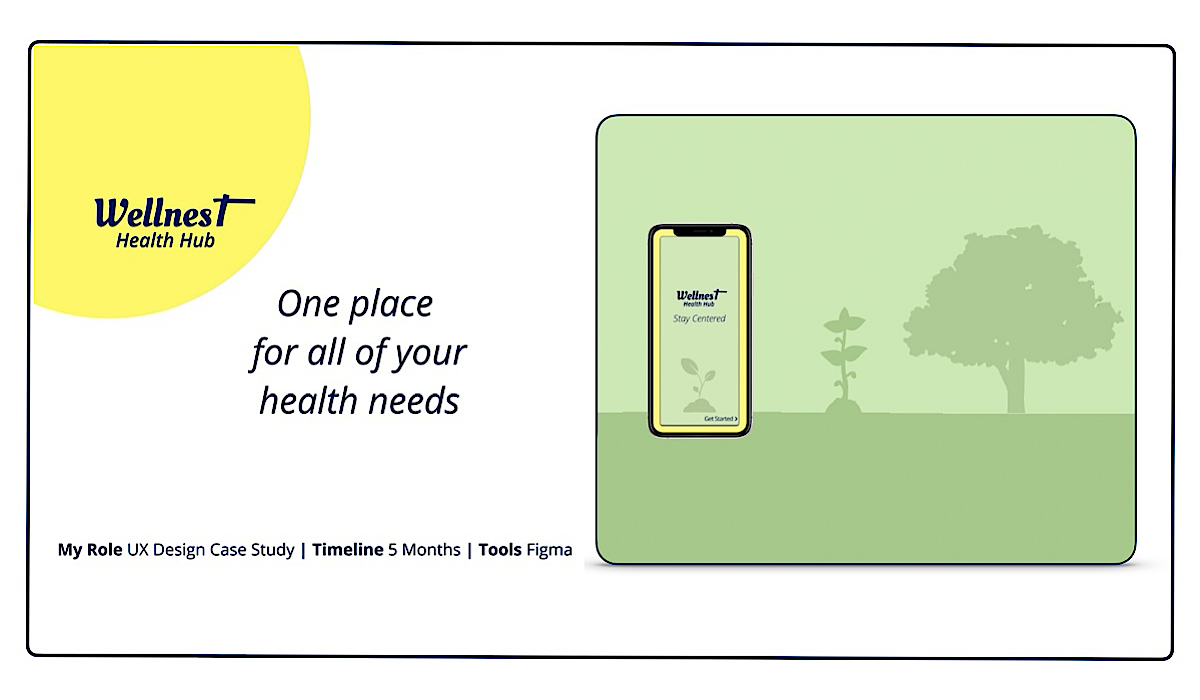 WellnesT
Health Hub
One place
for all of your
health needs
My Role UX Design Case Study | Timeline 5 Months | Tools Figma
WellnesT
Health Hub
Stay Centered
Get Started >